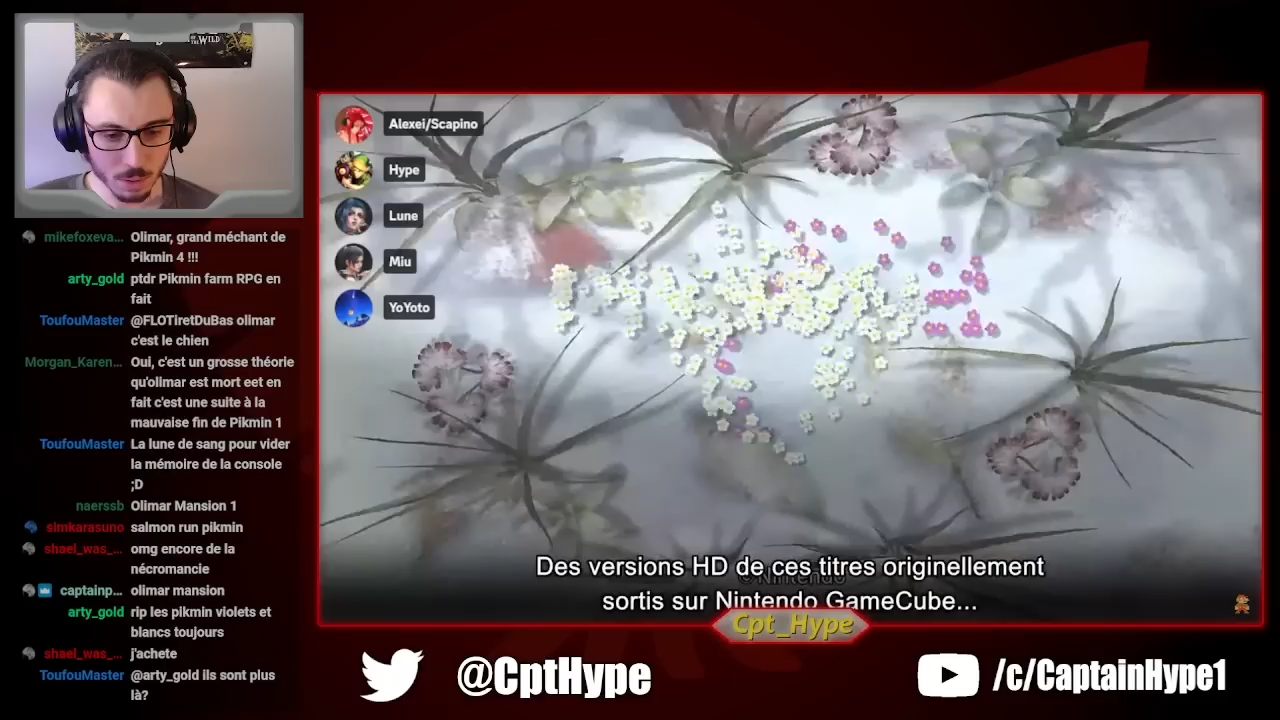 OF THE WILD
mikefoxeva... Olimar, grand méchant de
Pikmin 4 !!!
arty_gold ptdr Pikmin farm RPG en
fait
ToufouMaster @FLOTiretDuBas olimar
c'est le chien
Morgan_Karen... Oui, c'est un grosse théorie
qu'olimar est mort eet en
fait c'est une suite à la
mauvaise fin de Pikmin 1
ToufouMaster La lune de sang pour vider
la mémoire de la console
;D
naerssb Olimar Mansion 1
simkarasuno salmon run pikmin
shael_was_... omg encore de la
nécromancie
captainp... olimar mansion
arty_gold rip les pikmin violets et
blancs toujours
shael_was_... j'achete
ToufouMaster @arty_gold ils sont plus
là?
Alexei/Scapino
Hype
Lune
Miu
YoYoto
Des versions HD de ces titres originellement
©Nintendo
sortis sur Nintendo GameCube...
Cpt_Hype
@CptHype
/c/CaptainHype1